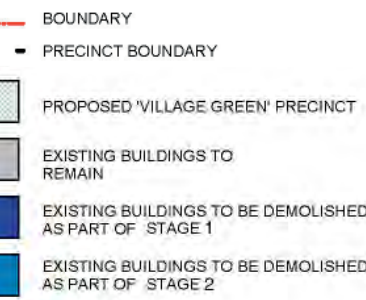 BOUNDARY
PRECINCT BOUNDARY
PROPOSED 'VILLAGE GREEN' PRECINCT
EXISTING BUILDINGS TO
REMAIN
EXISTING BUILDINGS TO BE DEMOLISHED
AS PART OF STAGE 1
EXISTING BUILDINGS TO BE DEMOLISHED
AS PART OF STAGE 2